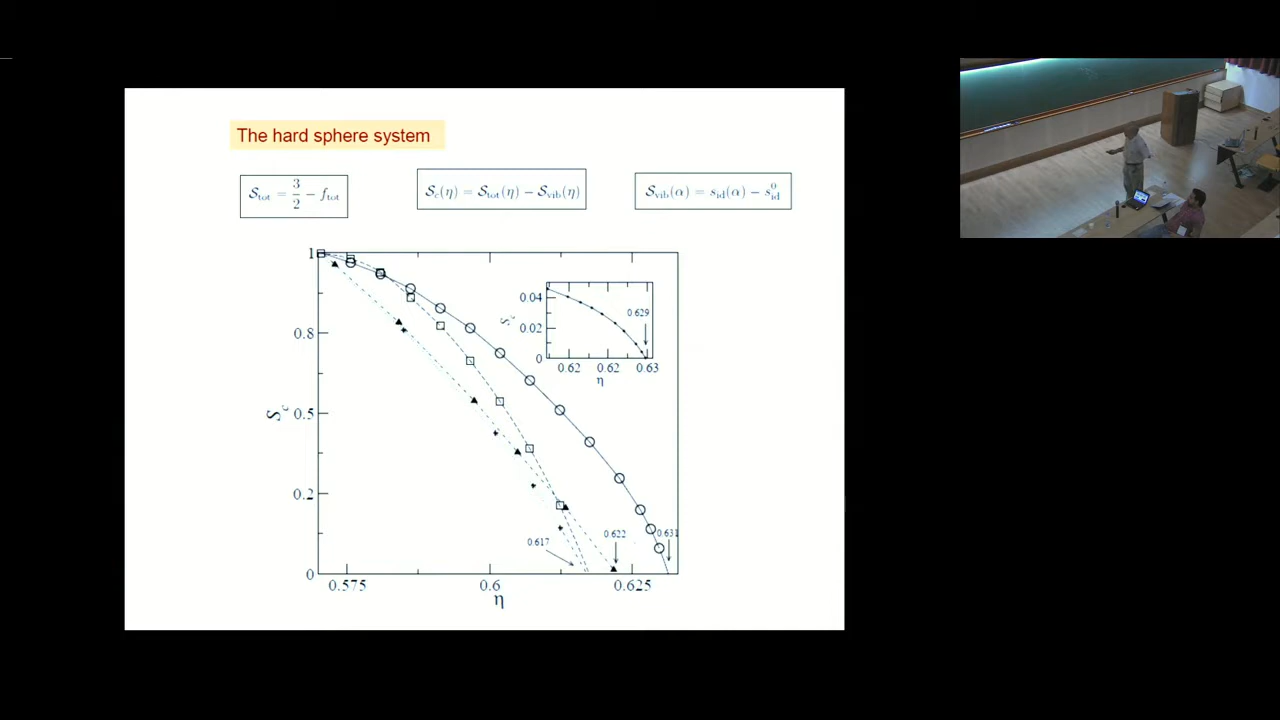 The hard sphere system
𝒮_tot = 3/2 − f_tot
𝒮_c(η) = 𝒮_tot(η) − 𝒮_vib(η)
𝒮_vib(α) = s_id(α) − s⁰_id
1
0.8
0.5
0.2
0
𝒮_c
0.575
0.6
0.625
η
0.04
0.02
0
𝒮_c
0.62
0.62
0.63
η
0.629
0.617
0.622
0.631